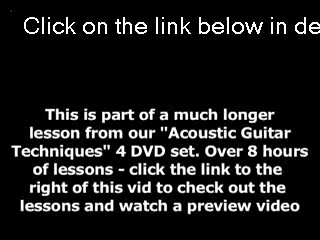 Click on the link below in de
This is part of a much longer
lesson from our "Acoustic Guitar
Techniques" 4 DVD set. Over 8 hours
of lessons - click the link to the
right of this vid to check out the
lessons and watch a preview video